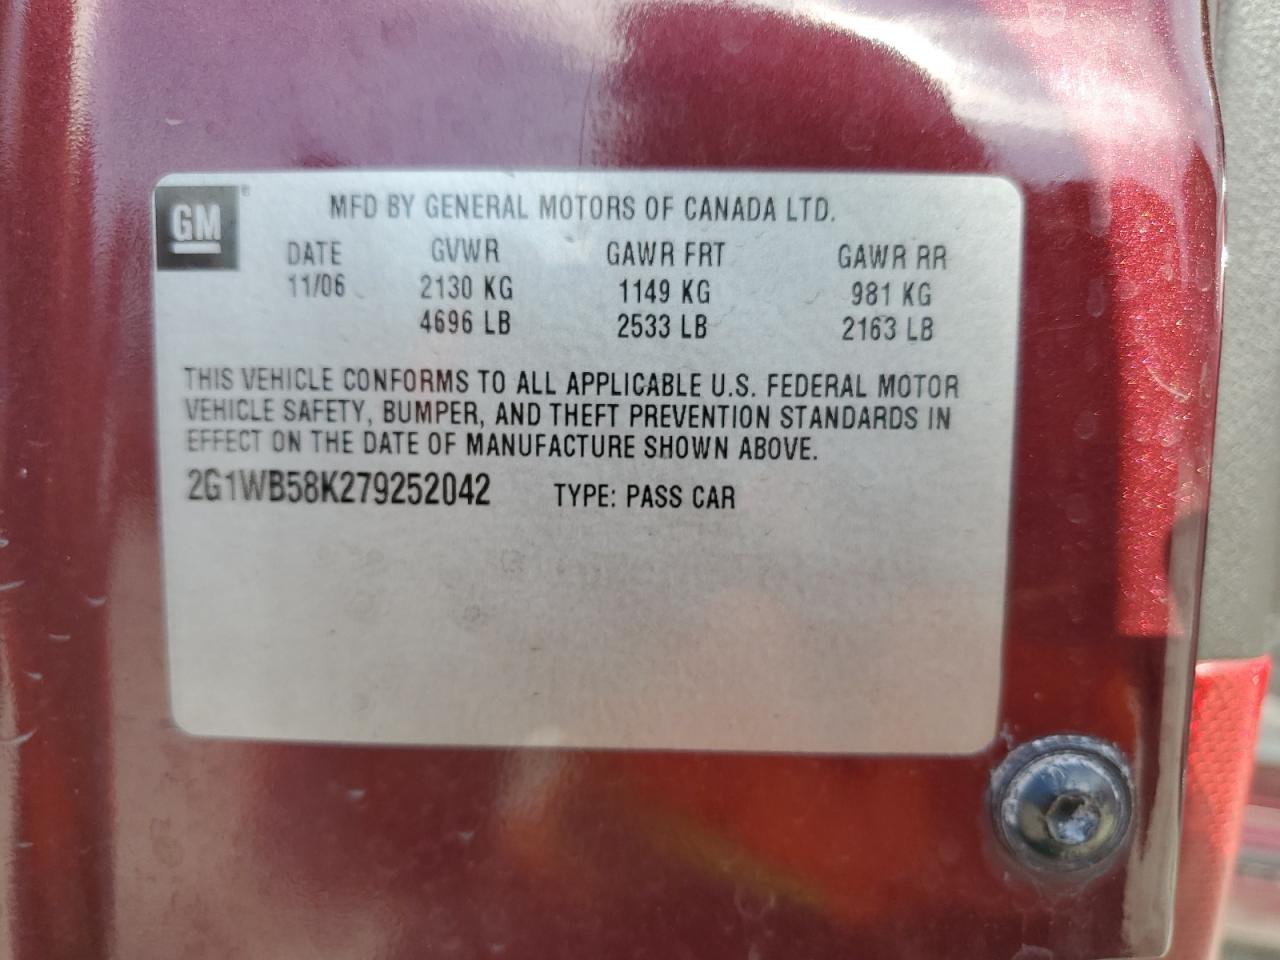 GM®
MFD BY GENERAL MOTORS OF CANADA LTD.
DATE GVWR GAWR FRT GAWR RR
11/06 2130 KG 1149 KG 981 KG
4696 LB 2533 LB 2163 LB
THIS VEHICLE CONFORMS TO ALL APPLICABLE U.S. FEDERAL MOTOR
VEHICLE SAFETY, BUMPER, AND THEFT PREVENTION STANDARDS IN
EFFECT ON THE DATE OF MANUFACTURE SHOWN ABOVE.
2G1WB58K279252042 TYPE: PASS CAR